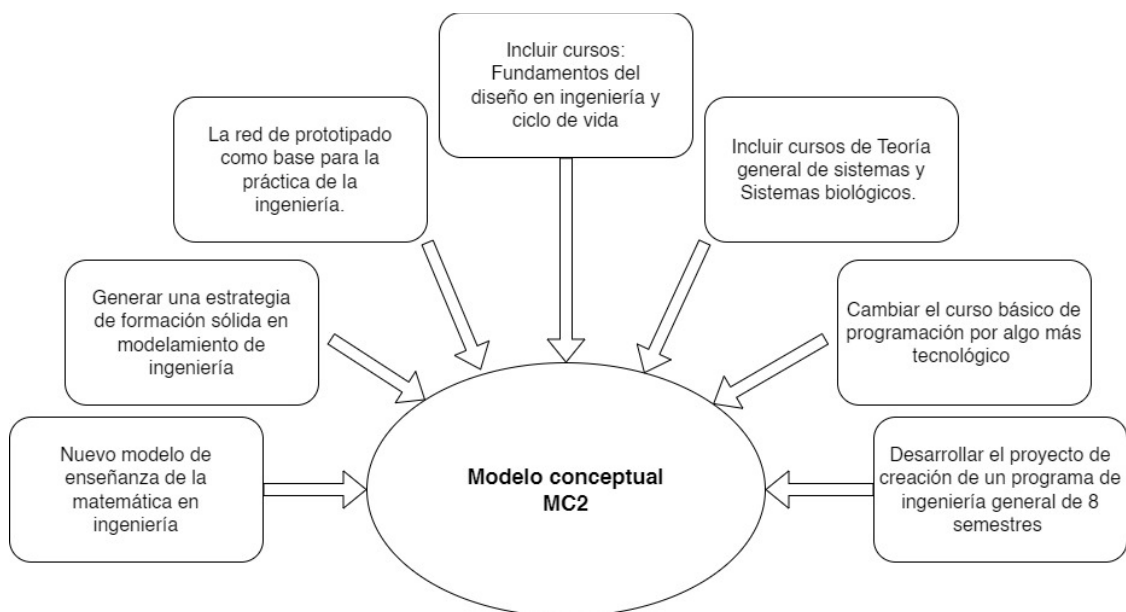 Incluir cursos:
Fundamentos del
diseño en ingeniería y
ciclo de vida
La red de prototipado
como base para la
práctica de la
ingeniería.
Incluir cursos de Teoría
general de sistemas y
Sistemas biológicos.
Generar una estrategia
de formación sólida en
modelamiento de
ingeniería
Cambiar el curso básico de
programación por algo más
tecnológico
Nuevo modelo de
enseñanza de la
matemática en
ingeniería
Modelo conceptual
MC2
Desarrollar el proyecto de
creación de un programa de
ingeniería general de 8
semestres